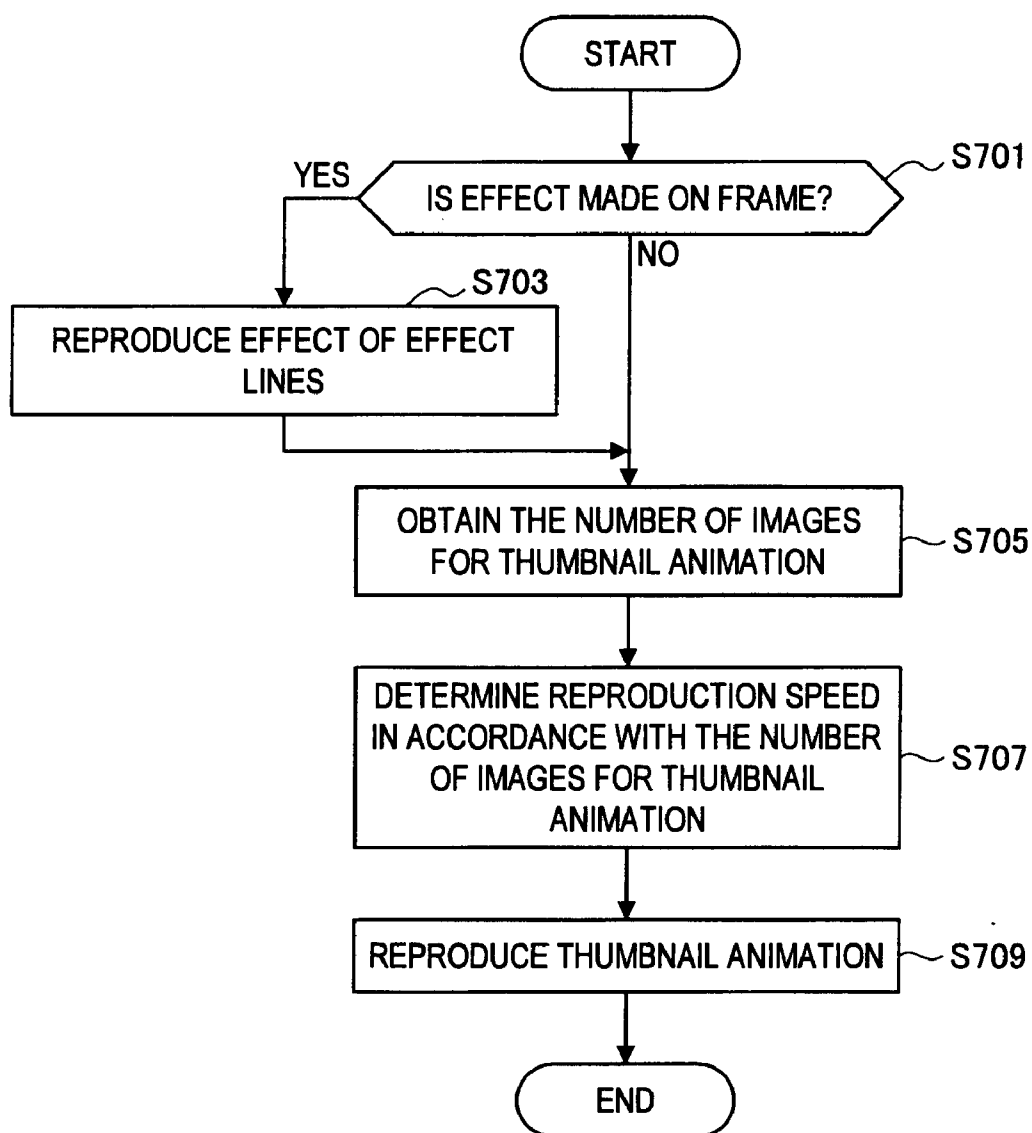 START
S701
YES
IS EFFECT MADE ON FRAME?
NO
S703
REPRODUCE EFFECT OF EFFECT
LINES
OBTAIN THE NUMBER OF IMAGES
FOR THUMBNAIL ANIMATION
S705
DETERMINE REPRODUCTION SPEED
IN ACCORDANCE WITH THE NUMBER
OF IMAGES FOR THUMBNAIL
ANIMATION
S707
REPRODUCE THUMBNAIL ANIMATION
S709
END